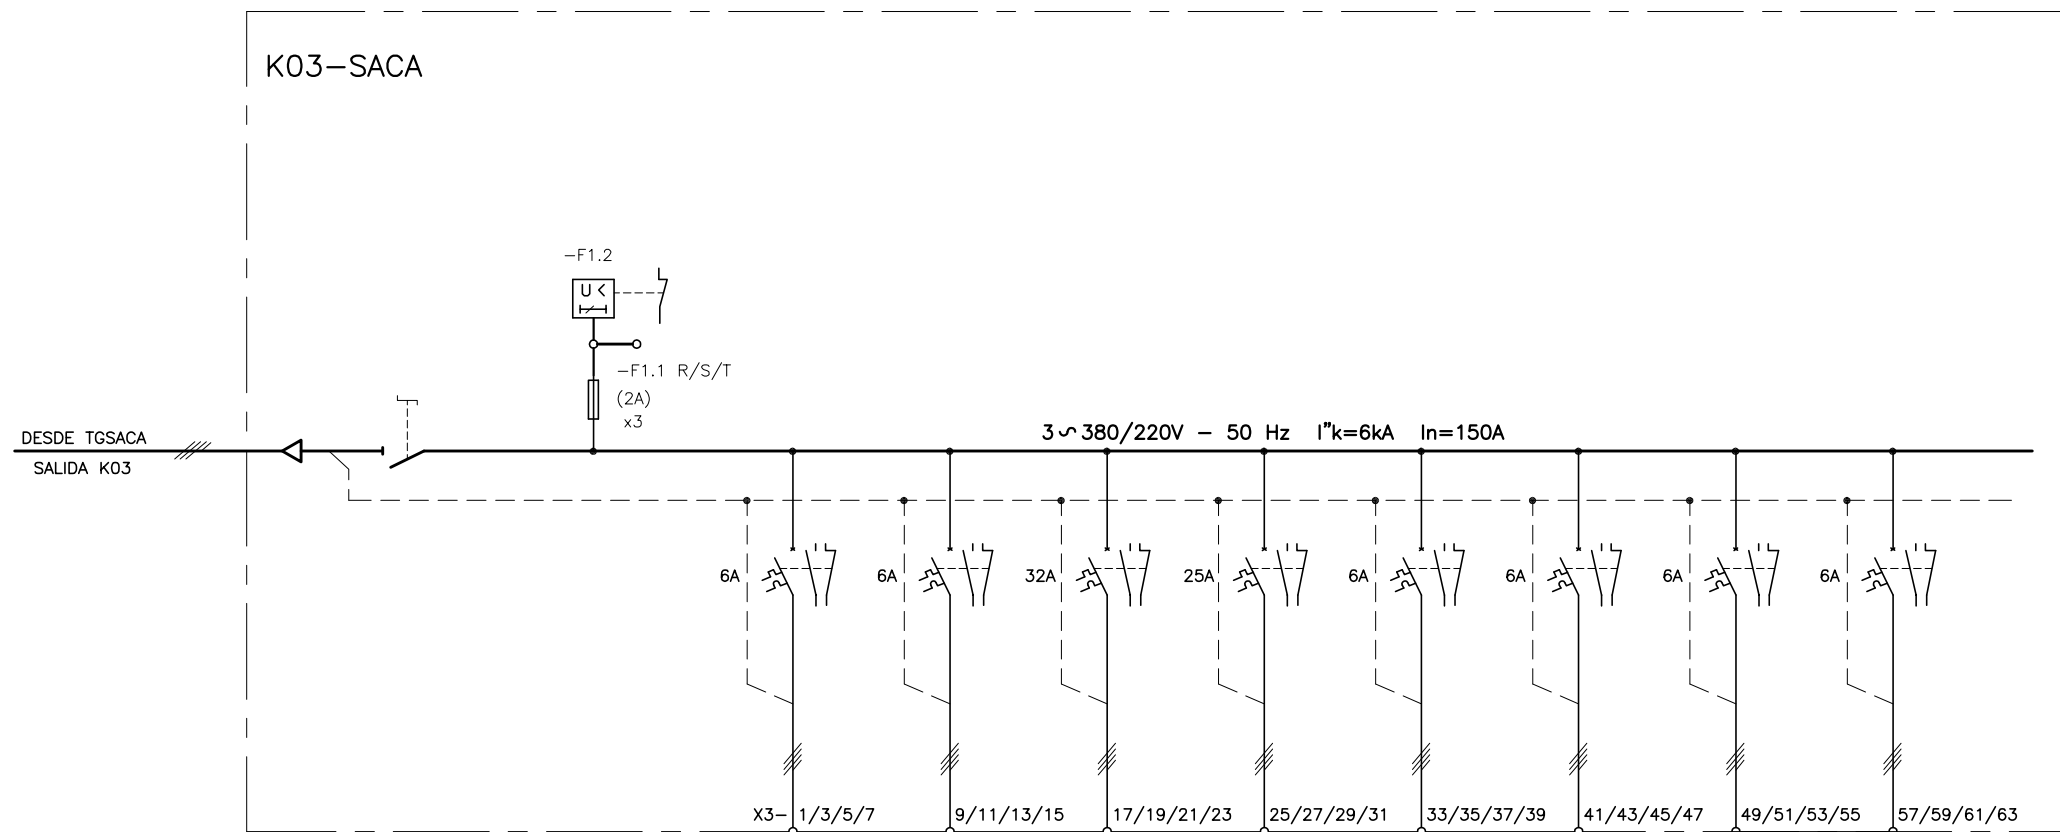 K03-SACA
-F1.2
U<
-F1.1 R/S/T
(2A)
x3
DESDE TGSACA
SALIDA K03
3∿380/220V - 50 Hz I"k=6kA In=150A
6A 6A 32A 25A 6A 6A 6A 6A
X3- 1/3/5/7 9/11/13/15 17/19/21/23 25/27/29/31 33/35/37/39 41/43/45/47 49/51/53/55 57/59/61/63